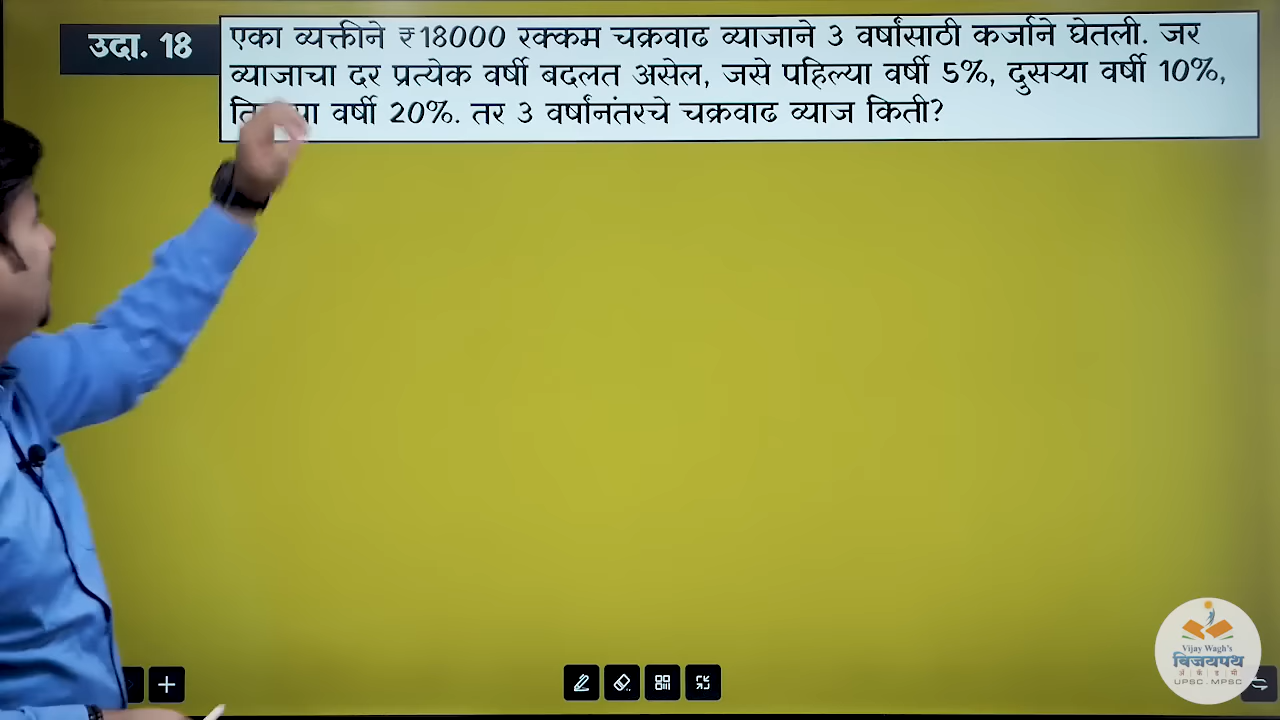 उदा. 18
एका व्यक्तीने ₹18000 रक्कम चक्रवाढ व्याजाने 3 वर्षांसाठी कर्जाने घेतली. जर
व्याजाचा दर प्रत्येक वर्षी बदलत असेल, जसे पहिल्या वर्षी 5%, दुसऱ्या वर्षी 10%,
वर्षी 20%. तर 3 वर्षांनंतरचे चक्रवाढ व्याज किती?
Vijay Wagh's
विजयपथ
UPSC . MPSC